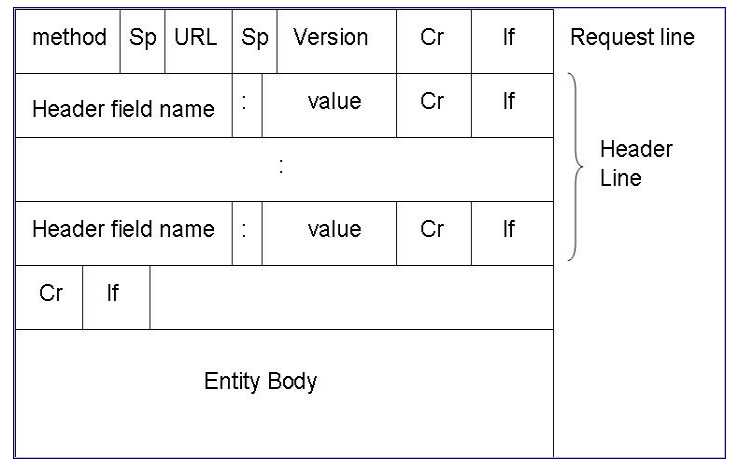 method Sp URL Sp Version Cr lf Request line
Header field name : value Cr lf
:
Header Line
Header field name : value Cr lf
Cr lf
Entity Body